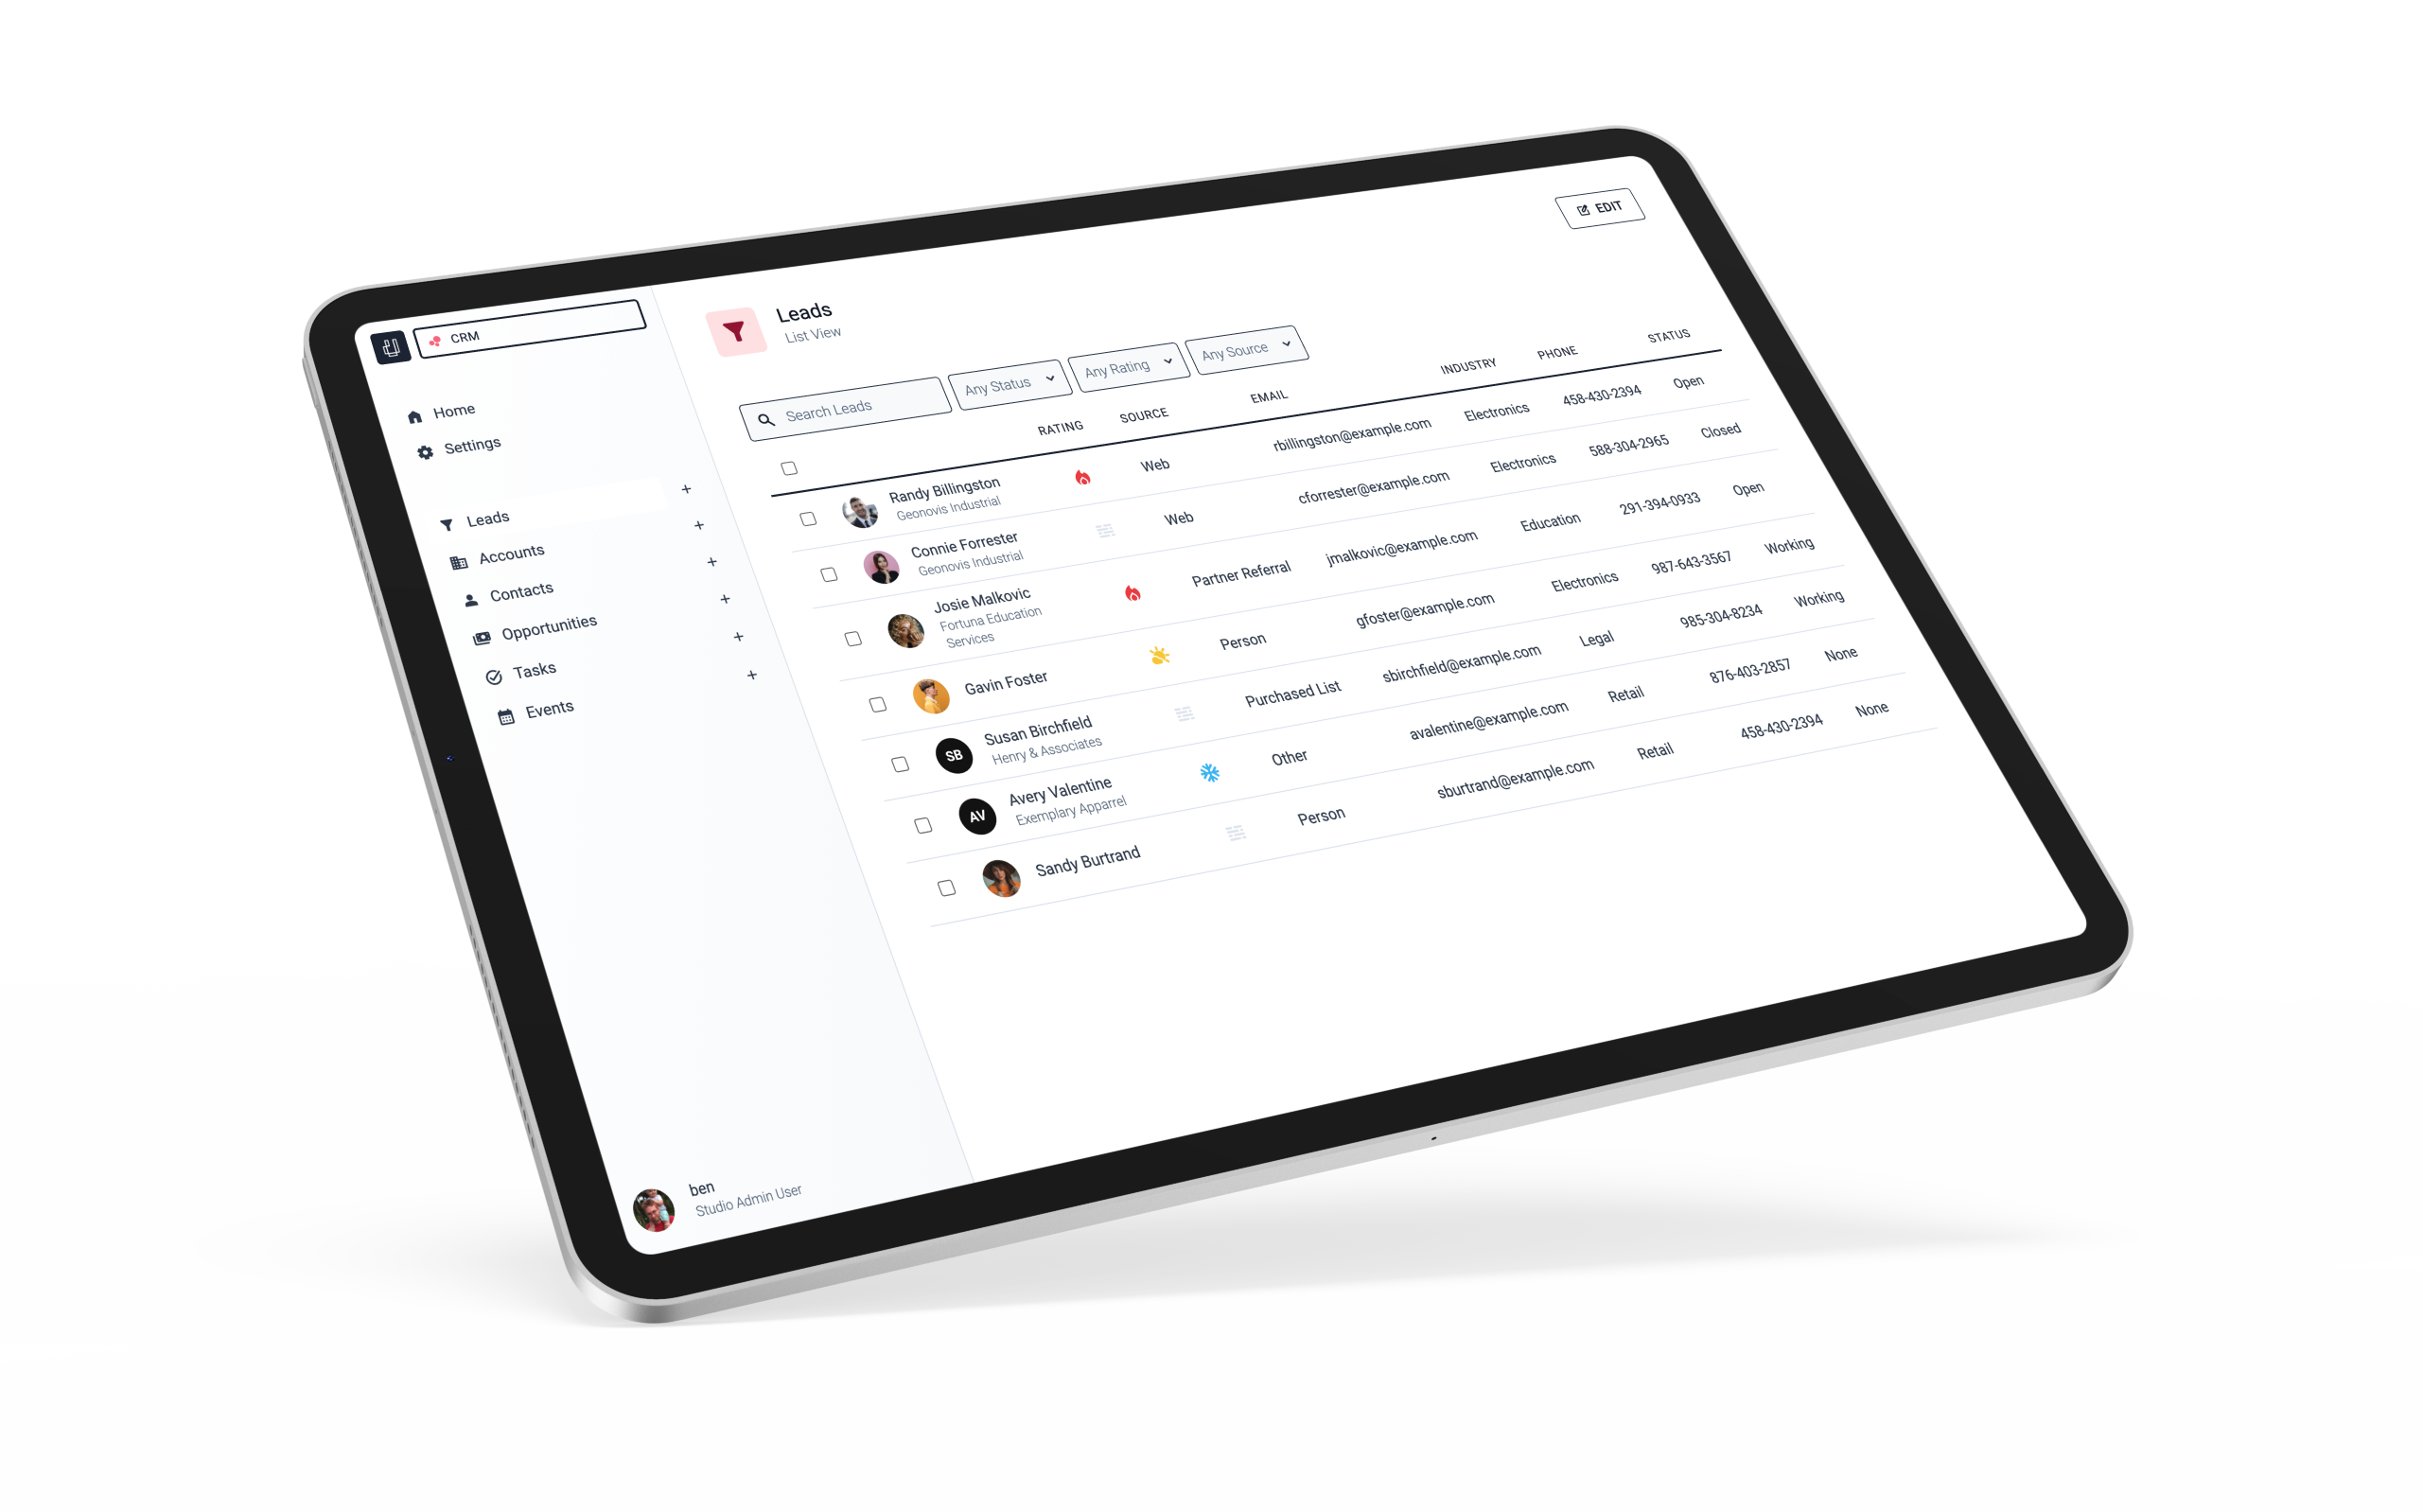 CRM
Home
Settings
Leads
Accounts
Contacts
Opportunities
Tasks
Events
ben
Studio Admin User
EDIT
Leads
List View
Search Leads
Any Status
Any Rating
Any Source
RATING SOURCE EMAIL INDUSTRY PHONE STATUS
Randy Billingston
Geonovis Industrial
Web rbillingston@example.com Electronics 458-430-2394 Open
Connie Forrester
Geonovis Industrial
Web cforrester@example.com Electronics 588-304-2965 Closed
Josie Malkovic
Fortuna Education
Services
Partner Referral jmalkovic@example.com Education 291-394-0933 Open
Gavin Foster
Person gfoster@example.com Electronics 987-643-3567 Working
SB
Susan Birchfield
Henry & Associates
Purchased List sbirchfield@example.com Legal 985-304-8234 Working
AV
Avery Valentine
Exemplary Apparrel
Other avalentine@example.com Retail 876-403-2857 None
Sandy Burtrand
Person sburtrand@example.com Retail 458-430-2394 None